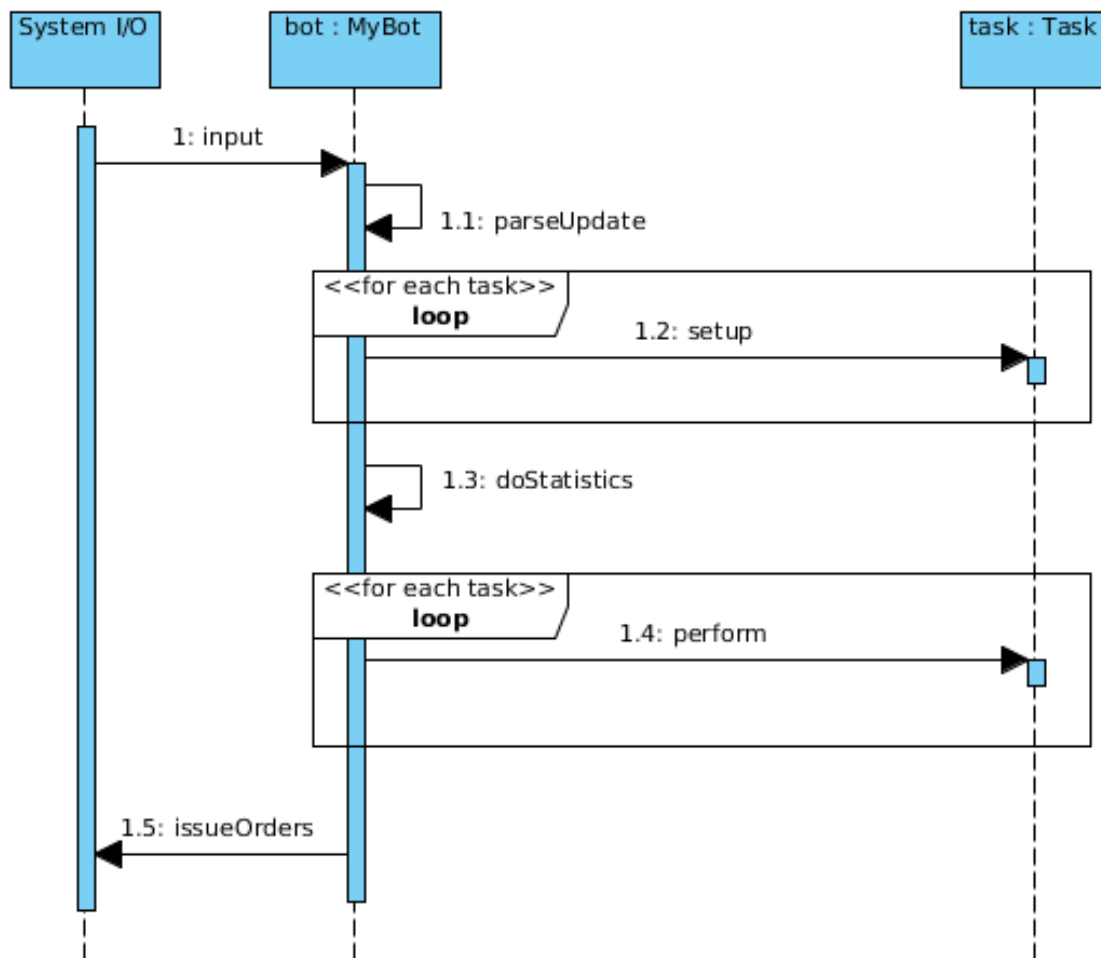 System I/O
bot : MyBot
task : Task
1: input
1.1: parseUpdate
<<for each task>>
loop
1.2: setup
1.3: doStatistics
<<for each task>>
loop
1.4: perform
1.5: issueOrders